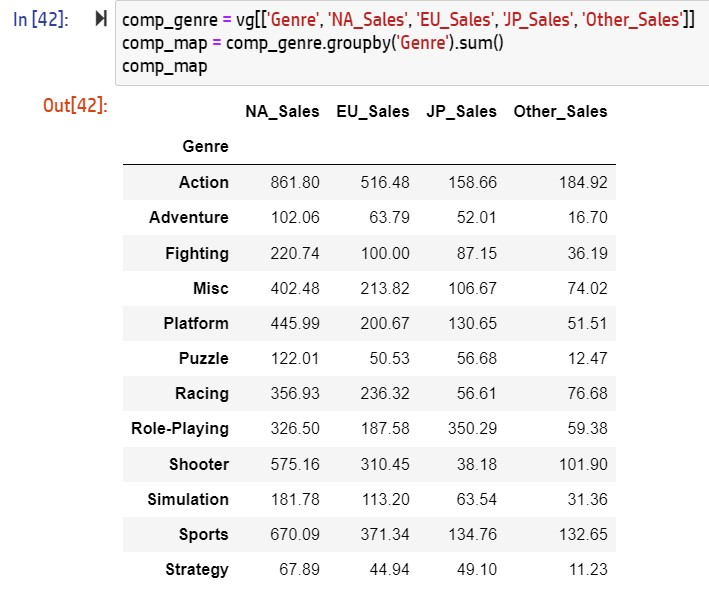 In [42]: comp_genre = vg[['Genre', 'NA_Sales', 'EU_Sales', 'JP_Sales', 'Other_Sales']]
comp_map = comp_genre.groupby('Genre').sum()
comp_map
Out[42]:
NA_Sales EU_Sales JP_Sales Other_Sales
Genre
Action 861.80 516.48 158.66 184.92
Adventure 102.06 63.79 52.01 16.70
Fighting 220.74 100.00 87.15 36.19
Misc 402.48 213.82 106.67 74.02
Platform 445.99 200.67 130.65 51.51
Puzzle 122.01 50.53 56.68 12.47
Racing 356.93 236.32 56.61 76.68
Role-Playing 326.50 187.58 350.29 59.38
Shooter 575.16 310.45 38.18 101.90
Simulation 181.78 113.20 63.54 31.36
Sports 670.09 371.34 134.76 132.65
Strategy 67.89 44.94 49.10 11.23